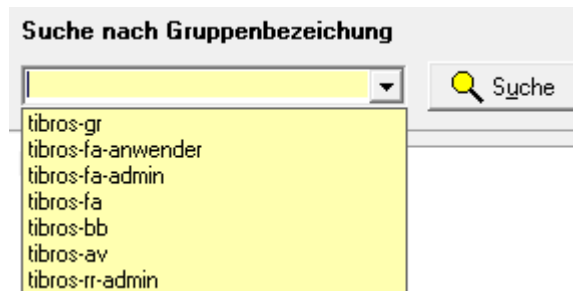 Suche nach Gruppenbezeichung
Suche
tibros-gr
tibros-fa-anwender
tibros-fa-admin
tibros-fa
tibros-bb
tibros-av
tibros-rr-admin